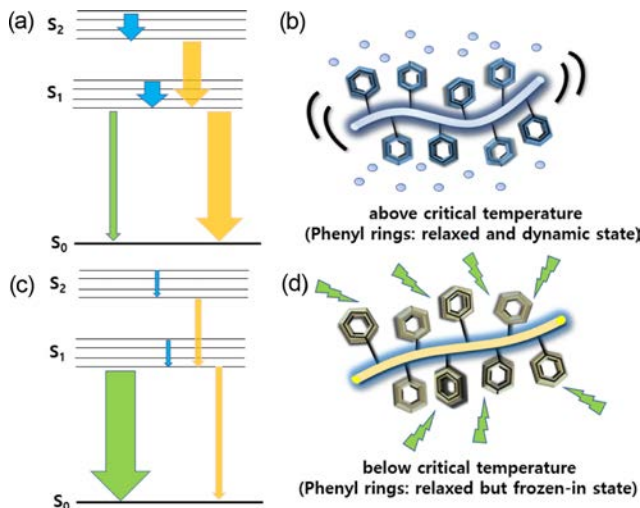 (a)
S2
S1
S0
(b)
above critical temperature
(Phenyl rings: relaxed and dynamic state)
(c)
S2
S1
S0
(d)
below critical temperature
(Phenyl rings: relaxed but frozen-in state)